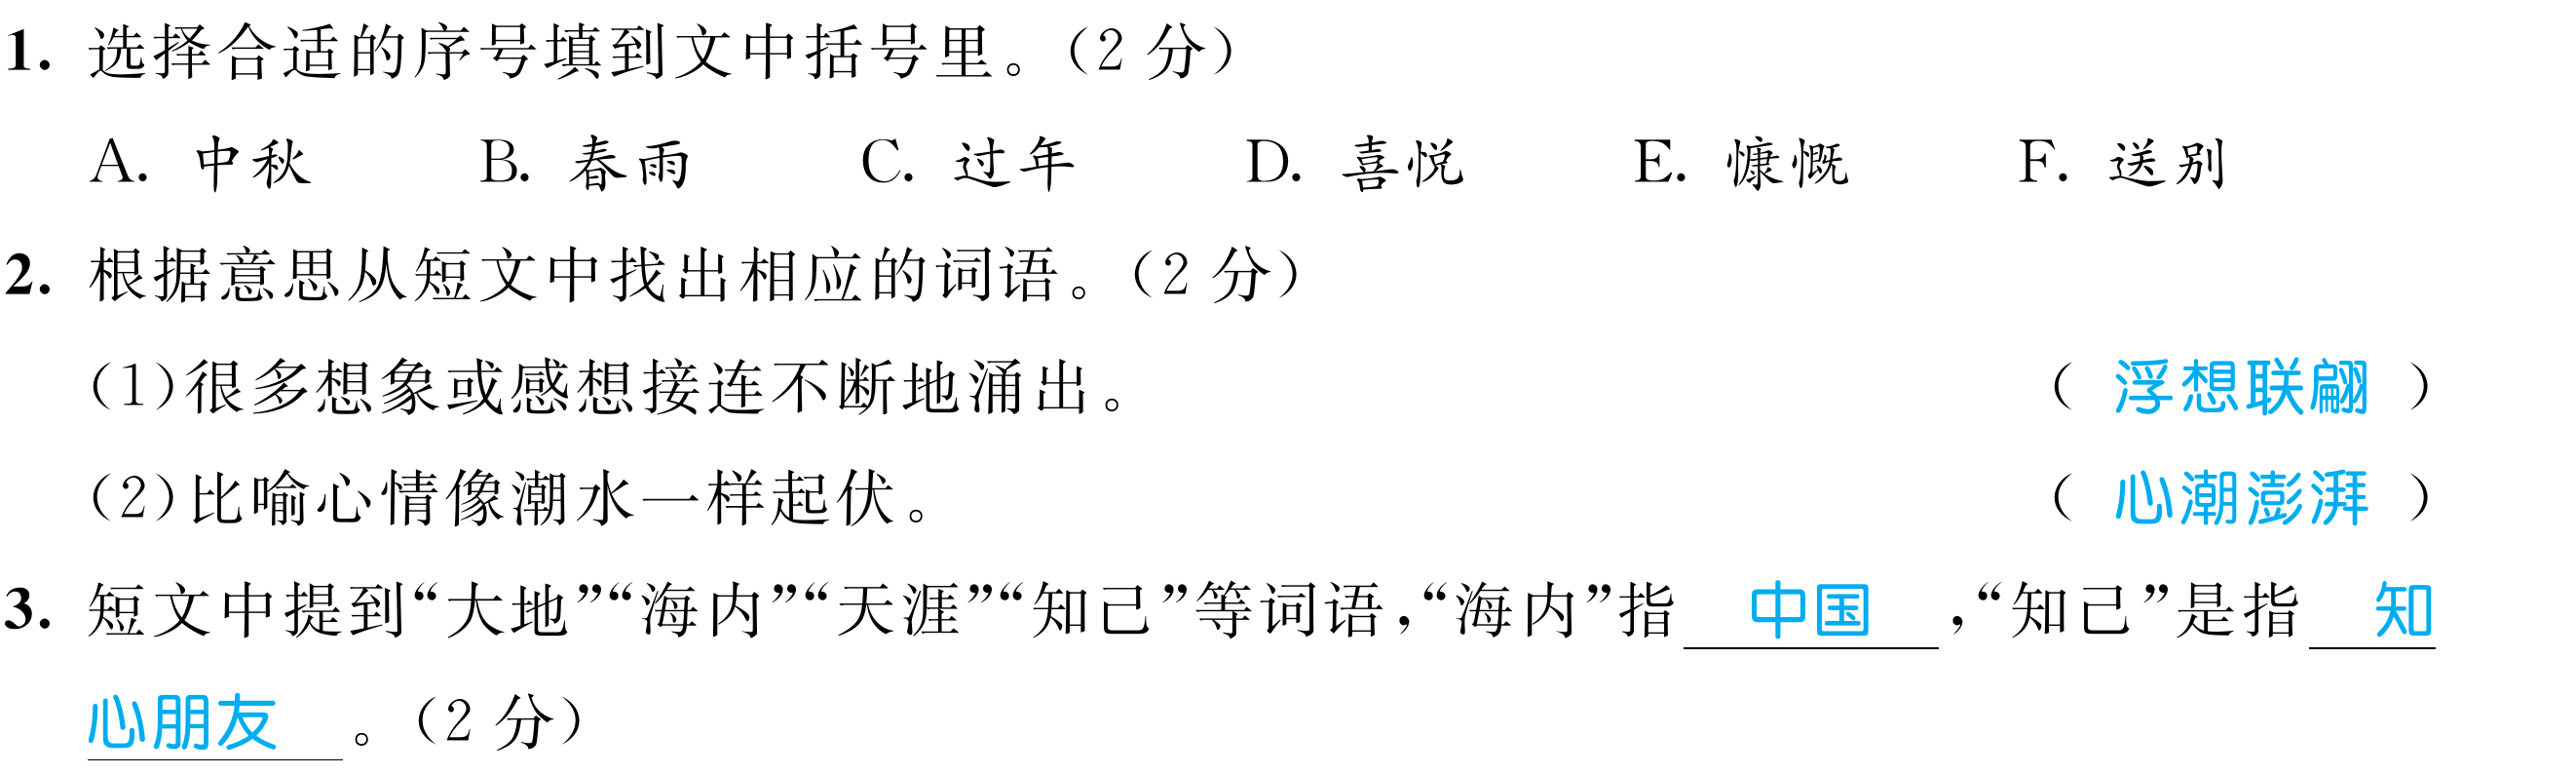 1. 选择合适的序号填到文中括号里。（2 分）
A. 中秋 B. 春雨 C. 过年 D. 喜悦 E. 慷慨 F. 送别
2. 根据意思从短文中找出相应的词语。（2 分）
（1）很多想象或感想接连不断地涌出。 （ 浮想联翩 ）
（2）比喻心情像潮水一样起伏。 （ 心潮澎湃 ）
3. 短文中提到“大地”“海内”“天涯”“知己”等词语，“海内”指 中国 ，“知己”是指 知
心朋友 。（2 分）